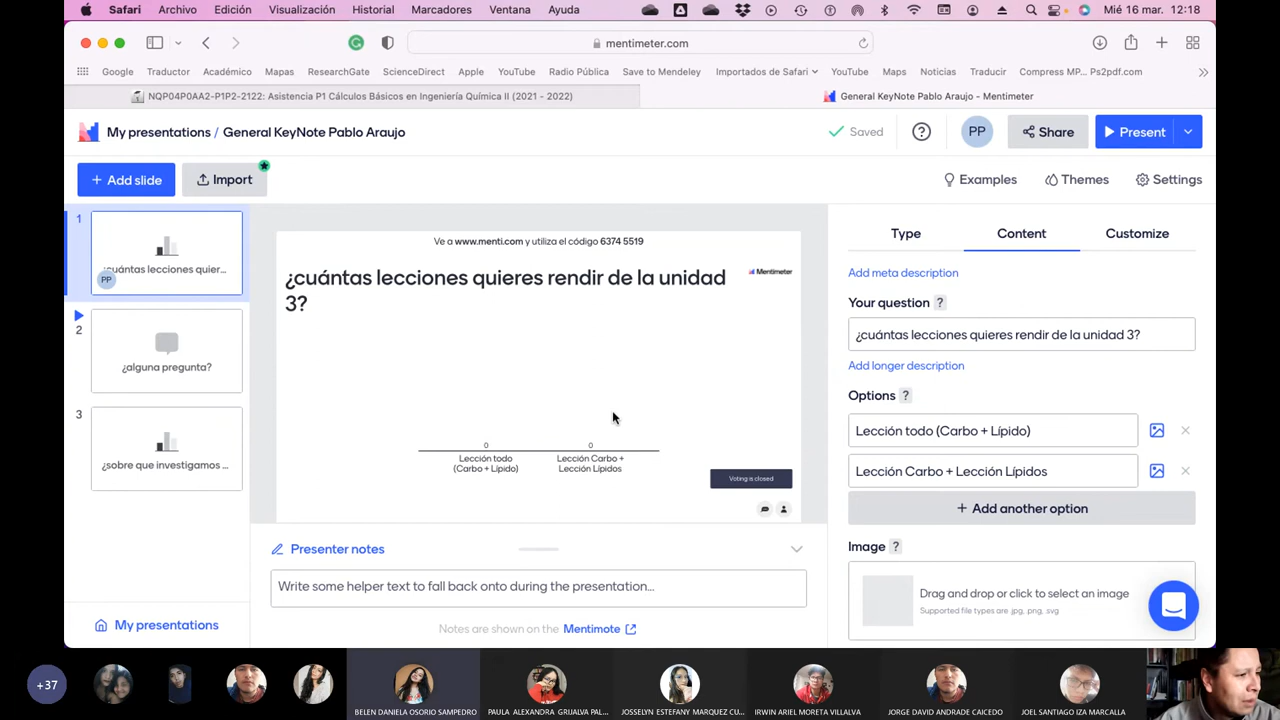 Safari Archivo Edición Visualización Historial Marcadores Ventana Ayuda Mié 16 mar. 12:18
mentimeter.com
Google Traductor Académico Mapas ResearchGate ScienceDirect Apple YouTube Radio Pública Save to Mendeley Importados de Safari YouTube Maps Noticias Traducir Compress MP... Ps2pdf.com
NQP04P0AA2-P1P2-2122: Asistencia P1 Cálculos Básicos en Ingeniería Química II (2021 - 2022)
General KeyNote Pablo Araujo - Mentimeter
My presentations / General KeyNote Pablo Araujo
Saved
PP
Share
Present
+ Add slide
Import
Examples
Themes
Settings
1
¿cuántas lecciones quier...
PP
2
¿alguna pregunta?
3
¿sobre que investigamos ...
My presentations
Ve a www.menti.com y utiliza el código 6374 5519
¿cuántas lecciones quieres rendir de la unidad
3?
Mentimeter
0
0
Lección todo
(Carbo + Lípido)
Lección Carbo +
Lección Lípidos
Voting is closed
Presenter notes
Write some helper text to fall back onto during the presentation...
Notes are shown on the Mentimote
Type
Content
Customize
Add meta description
Your question ?
¿cuántas lecciones quieres rendir de la unidad 3?
Add longer description
Options ?
Lección todo (Carbo + Lípido)
Lección Carbo + Lección Lípidos
+ Add another option
Image ?
Drag and drop or click to select an image
Supported file types are .jpg, .png, .svg
+37
BELEN DANIELA OSORIO SAMPEDRO
PAULA ALEXANDRA GRIJALVA PAL...
JOSSELYN ESTEFANY MARQUEZ CU...
IRWIN ARIEL MORETA VILLALVA
JORGE DAVID ANDRADE CAICEDO
JOEL SANTIAGO IZA MARCALLA